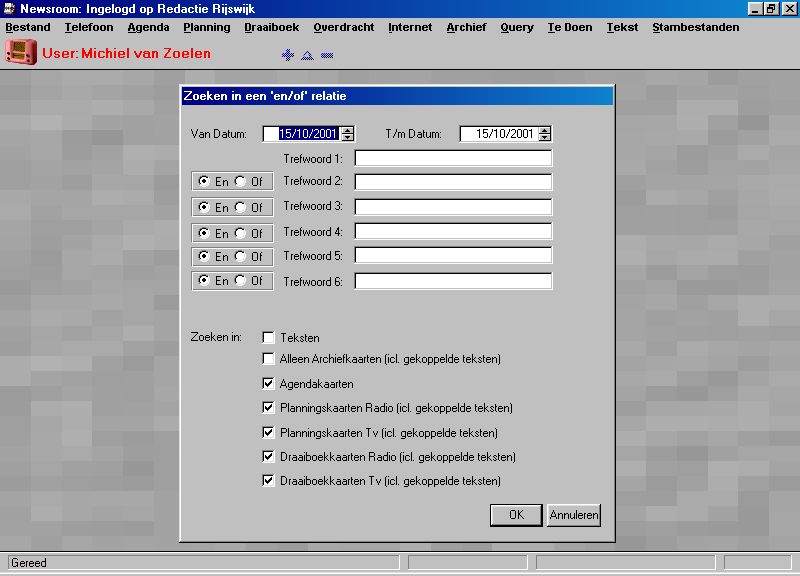 Newsroom: Ingelogd op Redactie Rijswijk
Bestand Telefoon Agenda Planning Draaiboek Overdracht Internet Archief Query Te Doen Tekst Stambestanden
User: Michiel van Zoelen
Zoeken in een 'en/of' relatie
Van Datum: 15/10/2001 T/m Datum: 15/10/2001
Trefwoord 1:
En Of Trefwoord 2:
En Of Trefwoord 3:
En Of Trefwoord 4:
En Of Trefwoord 5:
En Of Trefwoord 6:
Zoeken in: Teksten
Alleen Archiefkaarten (icl. gekoppelde teksten)
Agendakaarten
Planningskaarten Radio (icl. gekoppelde teksten)
Planningskaarten Tv (icl. gekoppelde teksten)
Draaiboekkaarten Radio (icl. gekoppelde teksten)
Draaiboekkaarten Tv (icl. gekoppelde teksten)
OK Annuleren
Gereed